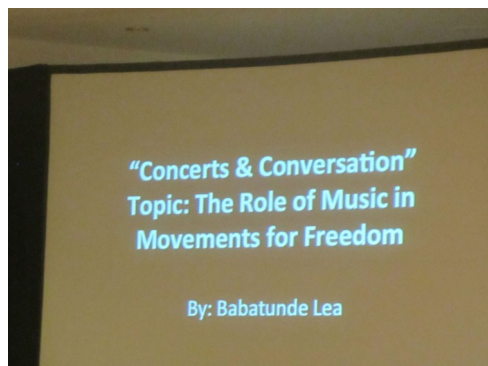 “Concerts & Conversation”
Topic: The Role of Music in
Movements for Freedom
By: Babatunde Lea